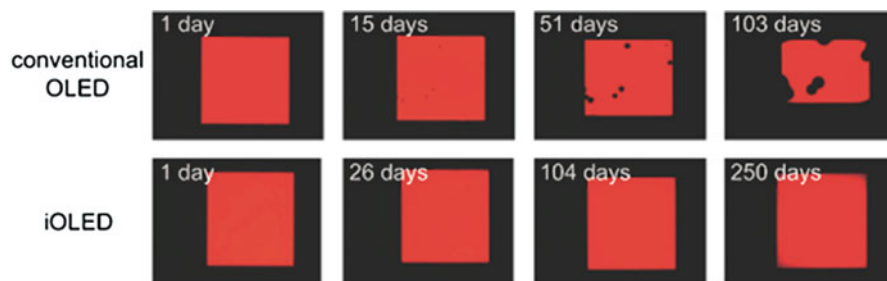 1 day
15 days
51 days
103 days
conventional
OLED
1 day
26 days
104 days
250 days
iOLED